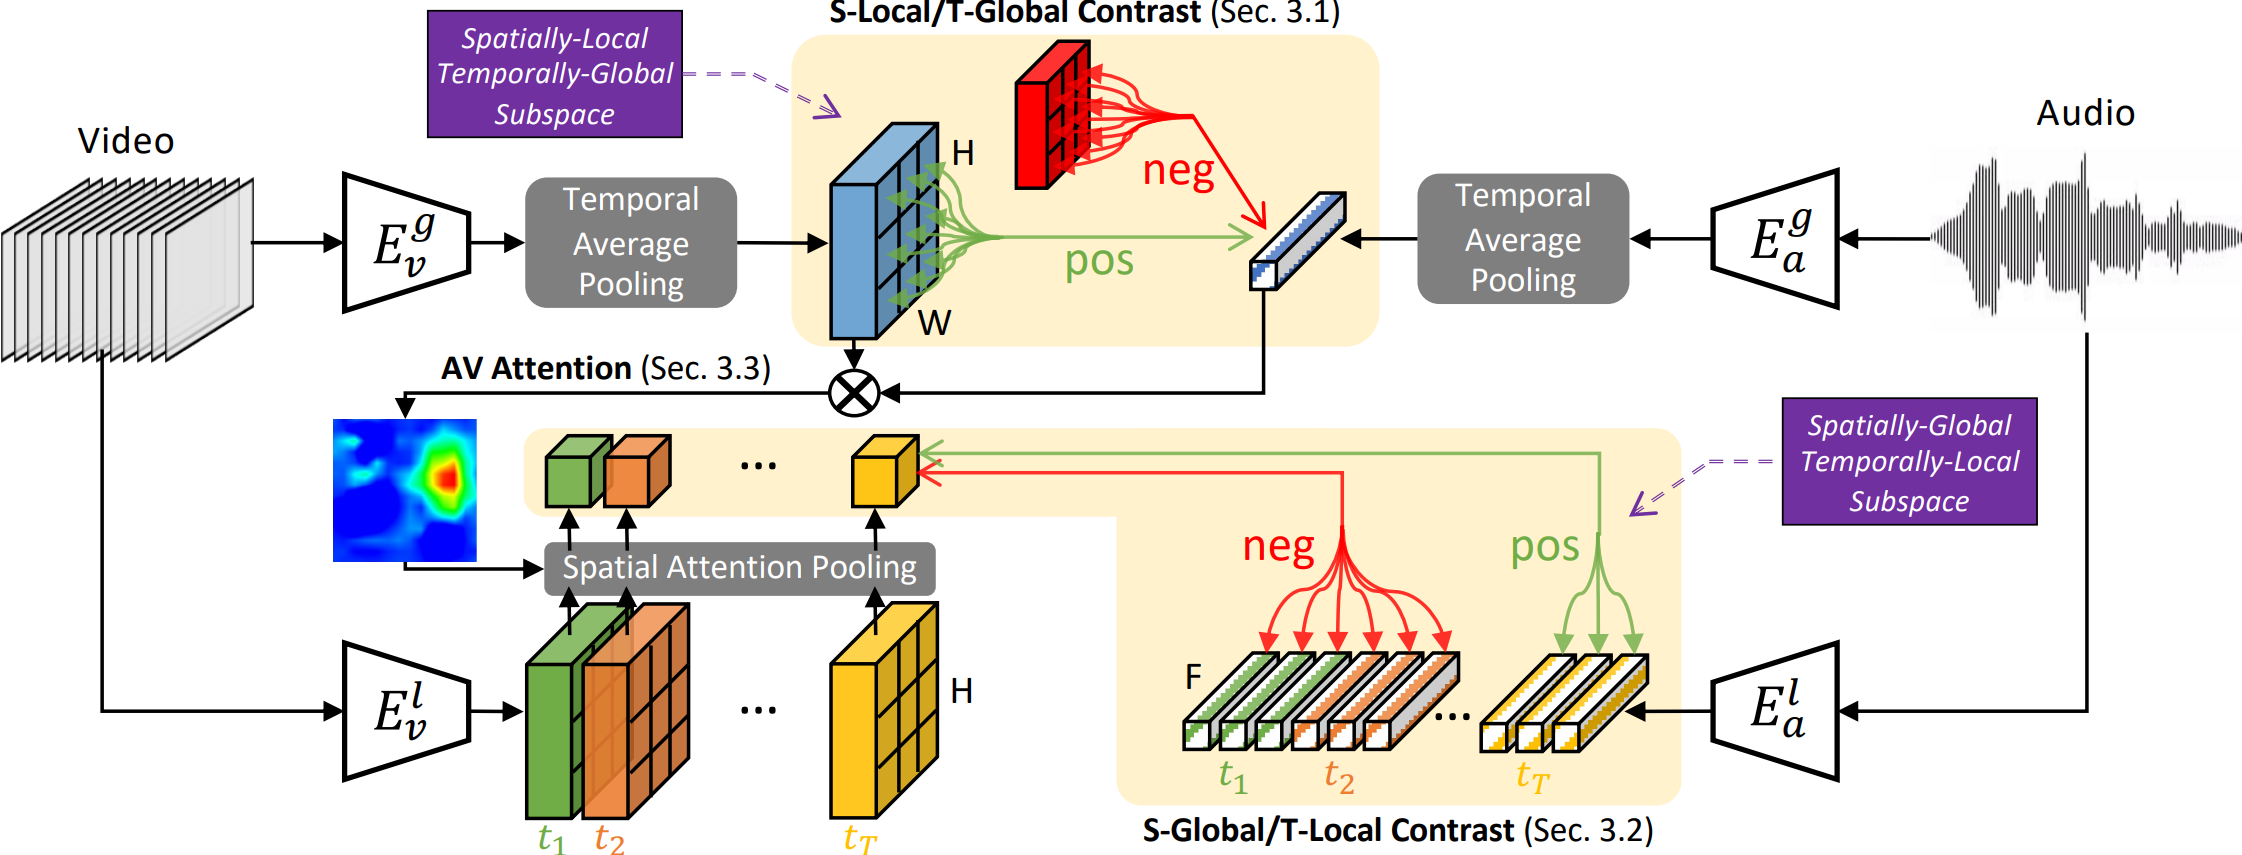 S-Local/T-Global Contrast (Sec. 3.1)
Spatially-Local
Temporally-Global
Subspace
Video
Audio
H
W
neg
pos
E_v^g
Temporal
Average
Pooling
Temporal
Average
Pooling
E_a^g
AV Attention (Sec. 3.3)
Spatially-Global
Temporally-Local
Subspace
...
neg
pos
Spatial Attention Pooling
E_v^l
...
H
F
...
E_a^l
t_1
t_2
t_T
t_1
t_2
t_T
S-Global/T-Local Contrast (Sec. 3.2)